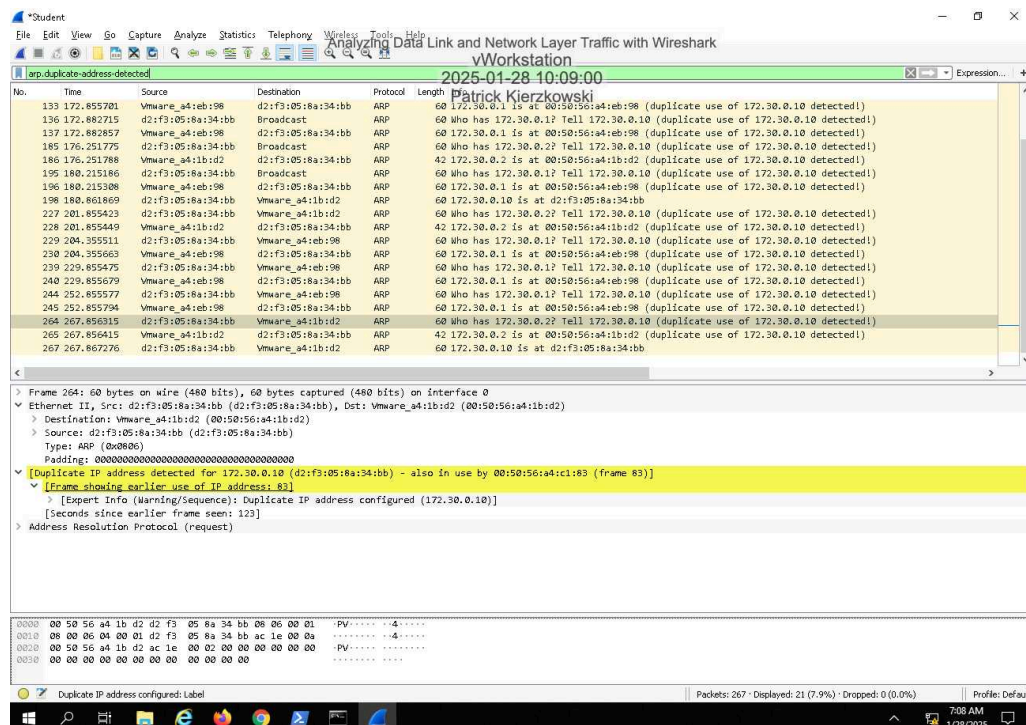 *Student
File Edit View Go Capture Analyze Statistics Telephony Wireless Tools Help
Analyzing Data Link and Network Layer Traffic with Wireshark
vWorkstation
2025-01-28 10:09:00
Patrick Kierzkowski
arp.duplicate-address-detected
Expression... +
No. Time Source Destination Protocol Length
133 172.855701 Vmware_a4:eb:98 d2:f3:05:8a:34:bb ARP 60 172.30.0.1 is at 00:50:56:a4:eb:98 (duplicate use of 172.30.0.10 detected!)
136 172.882715 d2:f3:05:8a:34:bb Broadcast ARP 60 Who has 172.30.0.1? Tell 172.30.0.10 (duplicate use of 172.30.0.10 detected!)
137 172.882857 Vmware_a4:eb:98 d2:f3:05:8a:34:bb ARP 60 172.30.0.1 is at 00:50:56:a4:eb:98 (duplicate use of 172.30.0.10 detected!)
185 176.251775 d2:f3:05:8a:34:bb Broadcast ARP 60 Who has 172.30.0.2? Tell 172.30.0.10 (duplicate use of 172.30.0.10 detected!)
186 176.251788 Vmware_a4:1b:d2 d2:f3:05:8a:34:bb ARP 42 172.30.0.2 is at 00:50:56:a4:1b:d2 (duplicate use of 172.30.0.10 detected!)
195 180.215186 d2:f3:05:8a:34:bb Broadcast ARP 60 Who has 172.30.0.1? Tell 172.30.0.10 (duplicate use of 172.30.0.10 detected!)
196 180.215308 Vmware_a4:eb:98 d2:f3:05:8a:34:bb ARP 60 172.30.0.1 is at 00:50:56:a4:eb:98 (duplicate use of 172.30.0.10 detected!)
198 180.861869 d2:f3:05:8a:34:bb Vmware_a4:1b:d2 ARP 60 172.30.0.10 is at d2:f3:05:8a:34:bb
227 201.855423 d2:f3:05:8a:34:bb Vmware_a4:1b:d2 ARP 60 Who has 172.30.0.2? Tell 172.30.0.10 (duplicate use of 172.30.0.10 detected!)
228 201.855449 Vmware_a4:1b:d2 d2:f3:05:8a:34:bb ARP 42 172.30.0.2 is at 00:50:56:a4:1b:d2 (duplicate use of 172.30.0.10 detected!)
229 204.355511 d2:f3:05:8a:34:bb Vmware_a4:eb:98 ARP 60 Who has 172.30.0.1? Tell 172.30.0.10 (duplicate use of 172.30.0.10 detected!)
230 204.355663 Vmware_a4:eb:98 d2:f3:05:8a:34:bb ARP 60 172.30.0.1 is at 00:50:56:a4:eb:98 (duplicate use of 172.30.0.10 detected!)
239 229.855475 d2:f3:05:8a:34:bb Vmware_a4:eb:98 ARP 60 Who has 172.30.0.1? Tell 172.30.0.10 (duplicate use of 172.30.0.10 detected!)
240 229.855679 Vmware_a4:eb:98 d2:f3:05:8a:34:bb ARP 60 172.30.0.1 is at 00:50:56:a4:eb:98 (duplicate use of 172.30.0.10 detected!)
244 252.855577 d2:f3:05:8a:34:bb Vmware_a4:eb:98 ARP 60 Who has 172.30.0.1? Tell 172.30.0.10 (duplicate use of 172.30.0.10 detected!)
245 252.855794 Vmware_a4:eb:98 d2:f3:05:8a:34:bb ARP 60 172.30.0.1 is at 00:50:56:a4:eb:98 (duplicate use of 172.30.0.10 detected!)
264 267.856315 d2:f3:05:8a:34:bb Vmware_a4:1b:d2 ARP 60 Who has 172.30.0.2? Tell 172.30.0.10 (duplicate use of 172.30.0.10 detected!)
265 267.856415 Vmware_a4:1b:d2 d2:f3:05:8a:34:bb ARP 42 172.30.0.2 is at 00:50:56:a4:1b:d2 (duplicate use of 172.30.0.10 detected!)
267 267.867276 d2:f3:05:8a:34:bb Vmware_a4:1b:d2 ARP 60 172.30.0.10 is at d2:f3:05:8a:34:bb
Frame 264: 60 bytes on wire (480 bits), 60 bytes captured (480 bits) on interface 0
Ethernet II, Src: d2:f3:05:8a:34:bb (d2:f3:05:8a:34:bb), Dst: Vmware_a4:1b:d2 (00:50:56:a4:1b:d2)
Destination: Vmware_a4:1b:d2 (00:50:56:a4:1b:d2)
Source: d2:f3:05:8a:34:bb (d2:f3:05:8a:34:bb)
Type: ARP (0x0806)
Padding: 000000000000000000000000000000000000
[Duplicate IP address detected for 172.30.0.10 (d2:f3:05:8a:34:bb) - also in use by 00:50:56:a4:c1:83 (frame 83)]
[Frame showing earlier use of IP address: 83]
[Expert Info (Warning/Sequence): Duplicate IP address configured (172.30.0.10)]
[Seconds since earlier frame seen: 123]
Address Resolution Protocol (request)
0000 00 50 56 a4 1b d2 d2 f3 05 8a 34 bb 08 06 00 01 ·PV····· ··4·····
0010 08 00 06 04 00 01 d2 f3 05 8a 34 bb ac 1e 00 0a ········ ··4·····
0020 00 50 56 a4 1b d2 ac 1e 00 02 00 00 00 00 00 00 ·PV····· ········
0030 00 00 00 00 00 00 00 00 00 00 00 00 ········ ····
Duplicate IP address configured: Label
Packets: 267 · Displayed: 21 (7.9%) · Dropped: 0 (0.0%)
Profile: Defau
7:08 AM
1/28/2025